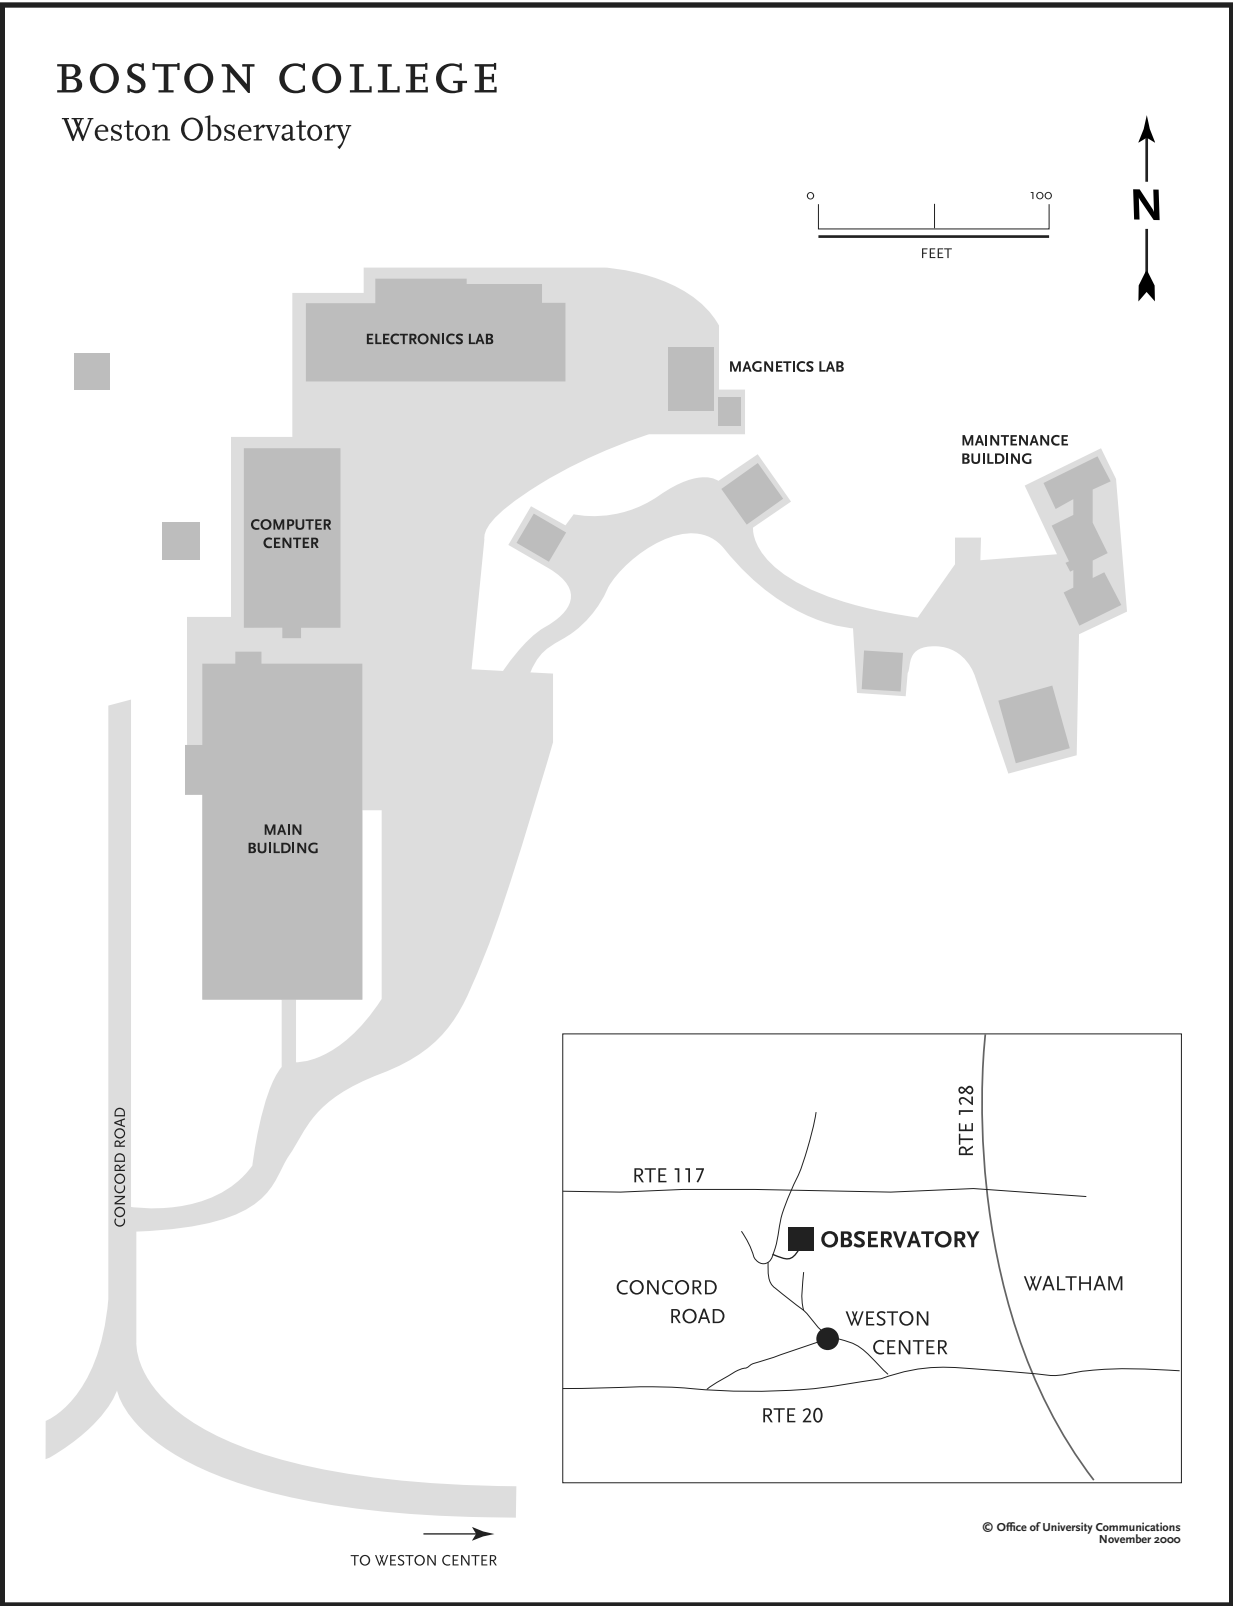 BOSTON COLLEGE
Weston Observatory
0 100
FEET
N
ELECTRONICS LAB
MAGNETICS LAB
MAINTENANCE
BUILDING
COMPUTER
CENTER
MAIN
BUILDING
CONCORD ROAD
RTE 128
RTE 117
OBSERVATORY
CONCORD
ROAD
WALTHAM
WESTON
CENTER
RTE 20
TO WESTON CENTER
© Office of University Communications
November 2000